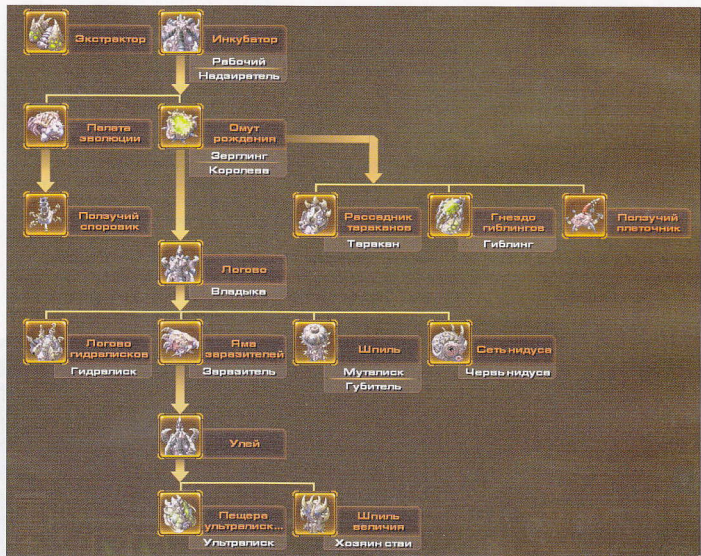 Экстрактор
Инкубатор
Рабочий
Надзиратель
Палата
эволюции
Омут
рождения
Зерглинг
Королева
Ползучий
споровик
Рассадник
тараканов
Таракан
Гнездо
гиблингов
Гиблинг
Ползучий
плеточник
Логово
Владыка
Логово
гидралисков
Гидралиск
Яма
заразителей
Заразитель
Шпиль
Муталиск
Губитель
Сеть нидуса
Червь нидуса
Улей
Пещера
ультралиск...
Ультралиск
Шпиль
величия
Хозяин стаи